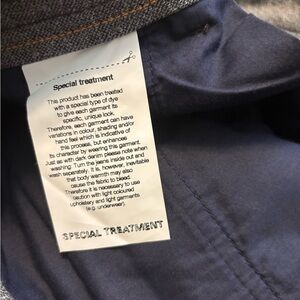 Special treatment
This product has been treated
with a special type of dye
to give each garment its
specific, unique look.
Therefore, each garment can have
variations in colour, shading and/or
hand feel which is indicative of
this process, but enhances
its character by wearing this garment.
Just as with dark denim please note when
washing: Turn the jeans inside out and
wash separately. It is, however, inevitable
that body warmth may also
cause the fabric to bleed.
Therefore it is necessary to use
caution with light coloured
upholstery and light garments
(e.g. underwear).
SPECIAL TREATMENT